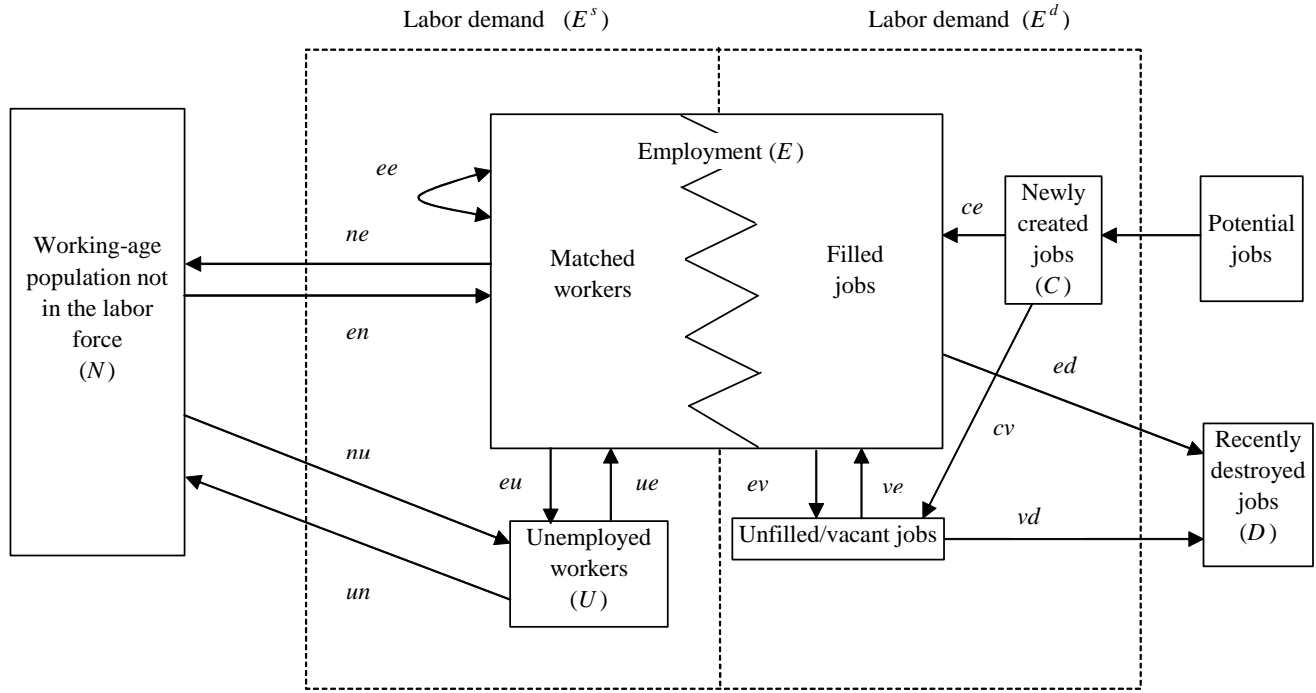 Labor demand (E^s)
Labor demand (E^d)
Employment (E)
ee
ne
en
Working-age
population not
in the labor
force
(N)
Matched
workers
Filled
jobs
ce
Newly
created
jobs
(C)
Potential
jobs
ed
cv
nu
un
eu
ue
ev
ve
Unemployed
workers
(U)
Unfilled/vacant jobs
vd
Recently
destroyed
jobs
(D)